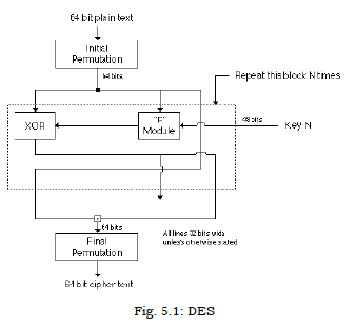 64 bit plain text
Initial
Permutation
64 bits
Repeat this block N times
XOR
"F"
Module
48 bits
Key N
64 bits
All lines 32 bits wide
unless otherwise stated
Final
Permutation
64 bit cipher text
Fig. 5.1: DES